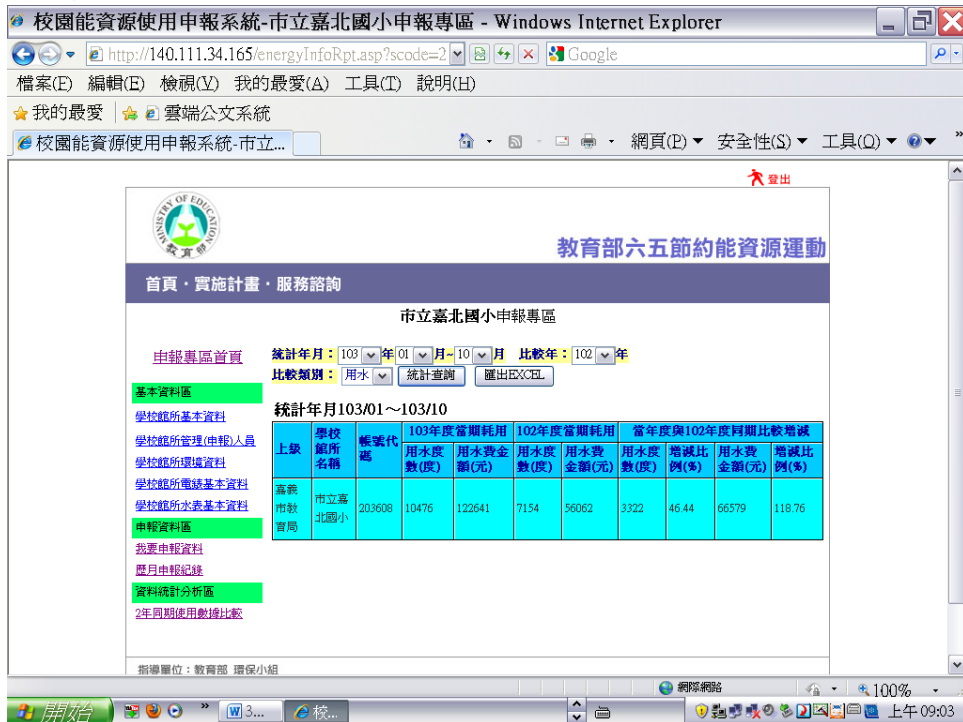 校園能資源使用申報系統-市立嘉北國小申報專區 - Windows Internet Explorer
http://140.111.34.165/energyInfoRpt.asp?scode=2
Google
檔案(F) 編輯(E) 檢視(V) 我的最愛(A) 工具(T) 說明(H)
我的最愛 雲端公文系統
校園能資源使用申報系統-市立... 網頁(P) 安全性(S) 工具(O) »
登出
MINISTRY OF EDUCATION
教育部
教育部六五節約能資源運動
首頁・實施計畫・服務諮詢
市立嘉北國小申報專區
申報專區首頁
統計年月：103年01月~10月 比較年：102年
比較類別：用水 統計查詢 匯出EXCEL
基本資料區
學校館所基本資料
學校館所管理(申報)人員
學校館所環境資料
學校館所電錶基本資料
學校館所水表基本資料
申報資料區
我要申報資料
歷月申報紀錄
資料統計分析區
2年同期使用數據比較
統計年月103/01～103/10
上級 學校館所名稱 帳號代碼 103年度當期耗用 102年度當期耗用 當年度與102年度同期比較增減
用水度數(度) 用水費金額(元) 用水度數(度) 用水費金額(元) 用水度數(度) 增減比例(%) 用水費金額(元) 增減比例(%)
嘉義市教育局 市立嘉北國小 203608 10476 122641 7154 56062 3322 46.44 66579 118.76
指導單位：教育部 環保小組
網際網路 100%
開始 » 3... 校... 上午 09:03